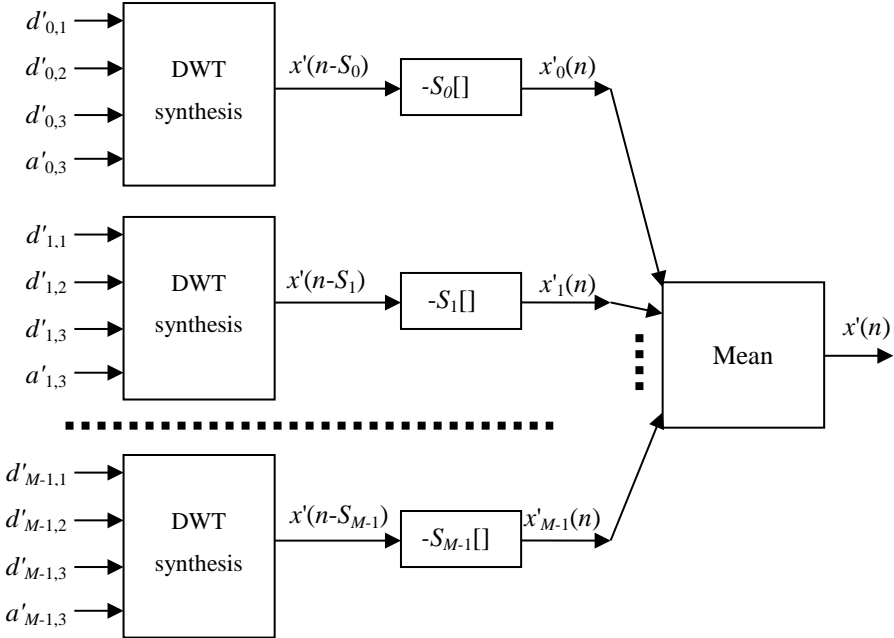 d'0,1
d'0,2
d'0,3
a'0,3
DWT
synthesis
x'(n-S0)
-S0[]
x'0(n)
d'1,1
d'1,2
d'1,3
a'1,3
DWT
synthesis
x'(n-S1)
-S1[]
x'1(n)
Mean
x'(n)
d'M-1,1
d'M-1,2
d'M-1,3
a'M-1,3
DWT
synthesis
x'(n-SM-1)
-SM-1[]
x'M-1(n)